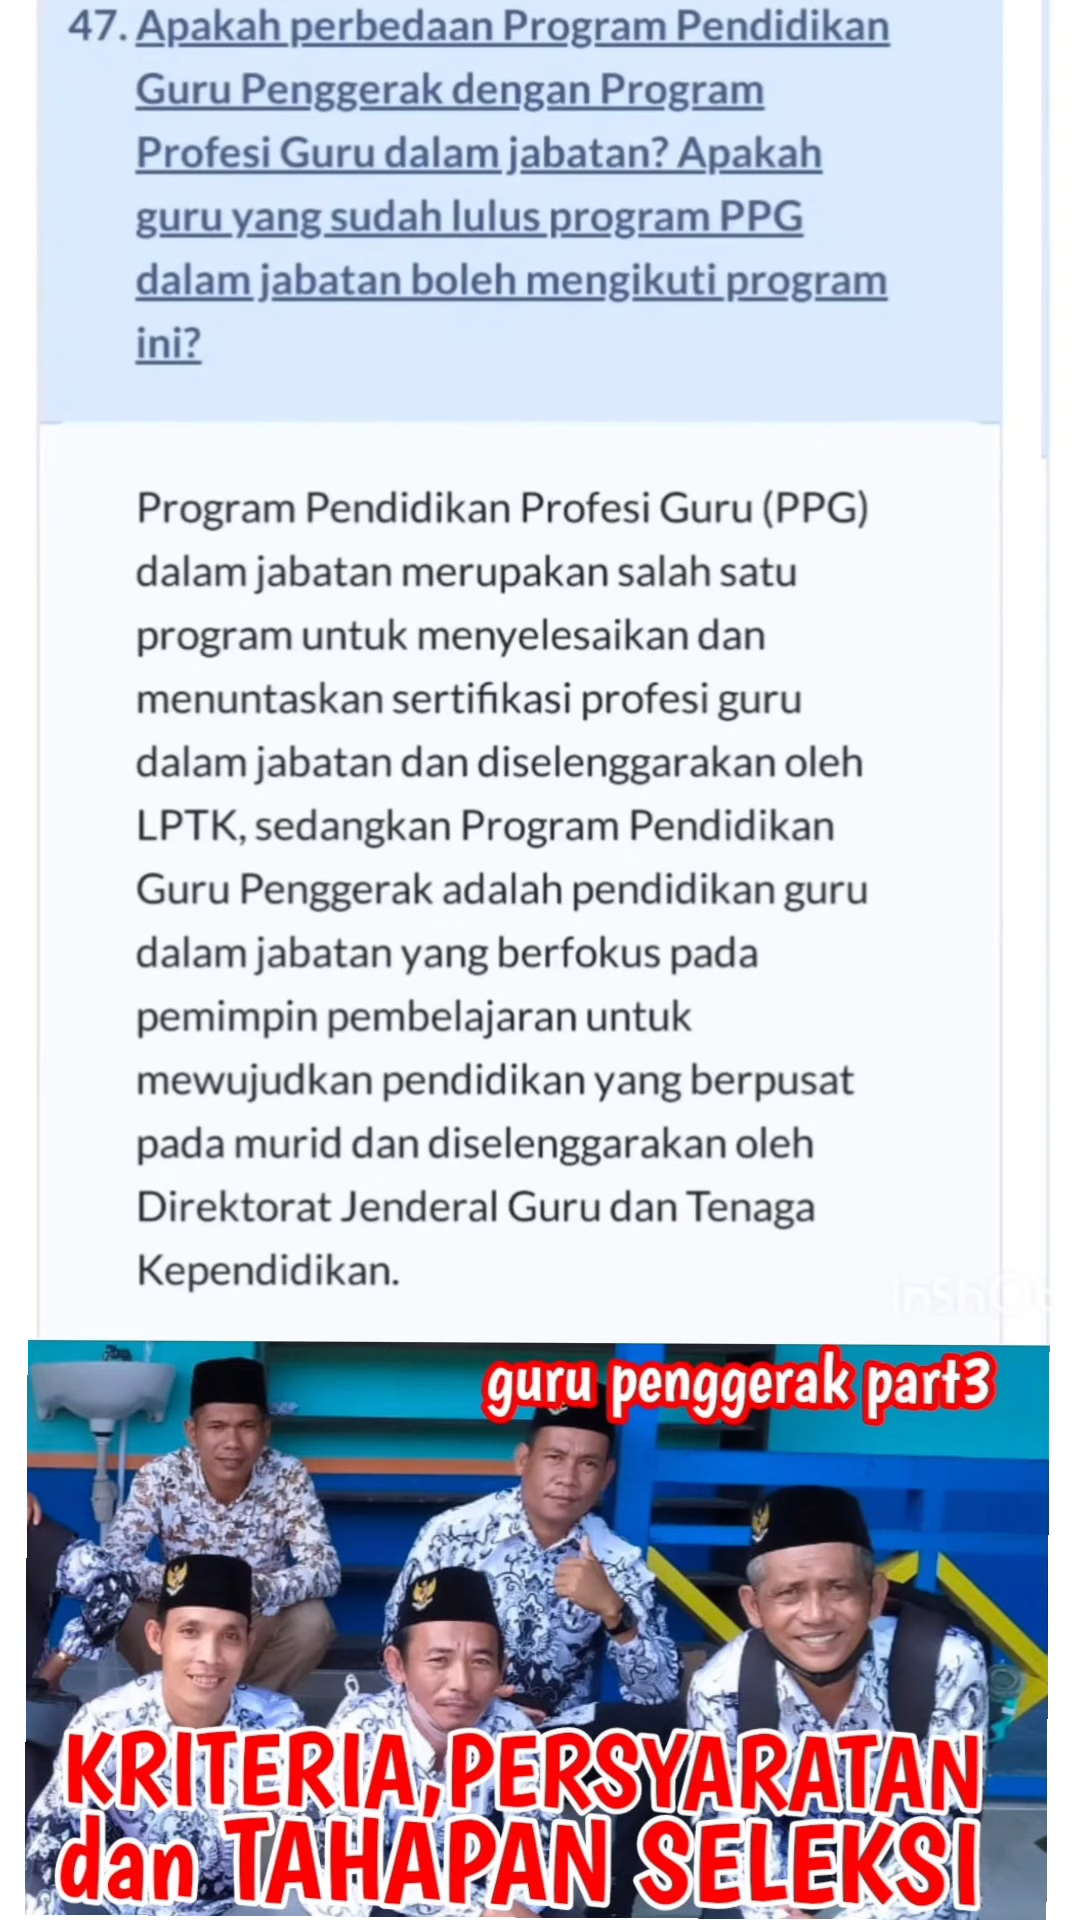 47. Apakah perbedaan Program Pendidikan
Guru Penggerak dengan Program
Profesi Guru dalam jabatan? Apakah
guru yang sudah lulus program PPG
dalam jabatan boleh mengikuti program
ini?
Program Pendidikan Profesi Guru (PPG)
dalam jabatan merupakan salah satu
program untuk menyelesaikan dan
menuntaskan sertifikasi profesi guru
dalam jabatan dan diselenggarakan oleh
LPTK, sedangkan Program Pendidikan
Guru Penggerak adalah pendidikan guru
dalam jabatan yang berfokus pada
pemimpin pembelajaran untuk
mewujudkan pendidikan yang berpusat
pada murid dan diselenggarakan oleh
Direktorat Jenderal Guru dan Tenaga
Kependidikan.
guru penggerak part3
KRITERIA,PERSYARATAN
dan TAHAPAN SELEKSI